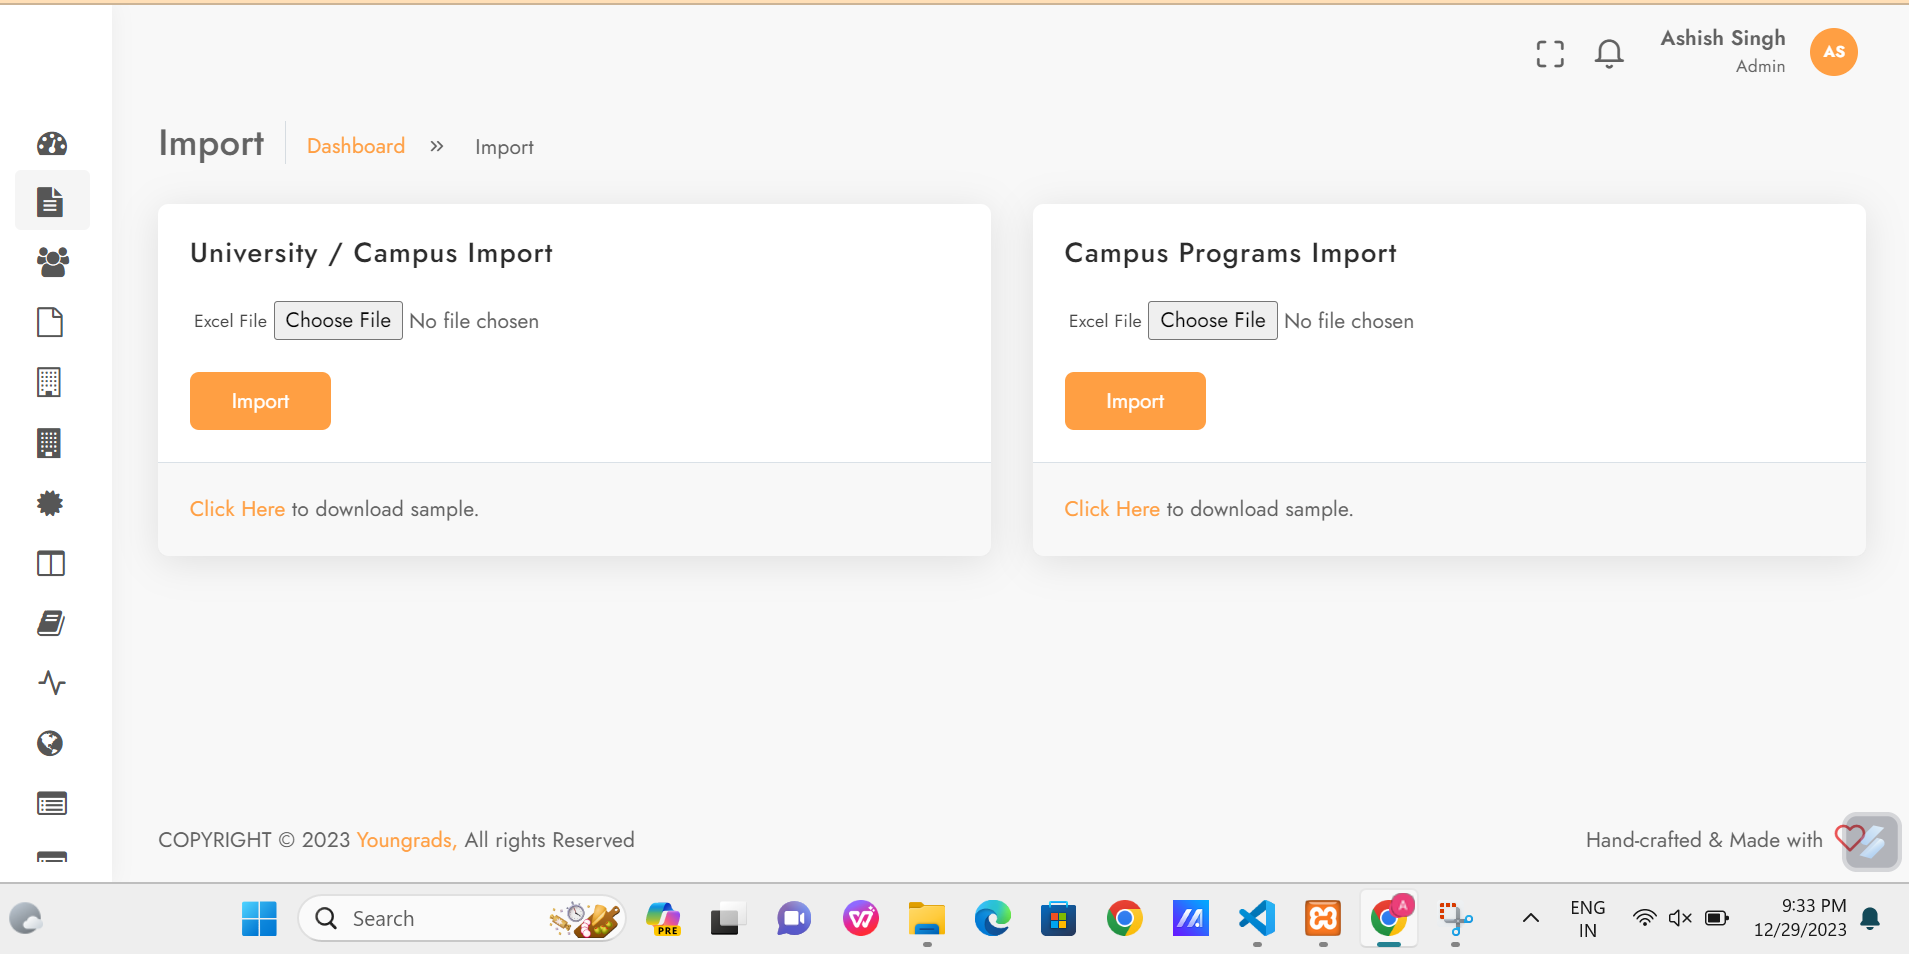 Ashish Singh
Admin
AS
Import
Dashboard » Import
University / Campus Import
Excel File Choose File No file chosen
Import
Click Here to download sample.
Campus Programs Import
Excel File Choose File No file chosen
Import
Click Here to download sample.
COPYRIGHT © 2023 Youngrads, All rights Reserved
Hand-crafted & Made with
Search
PRE
A
ENG
IN
9:33 PM
12/29/2023